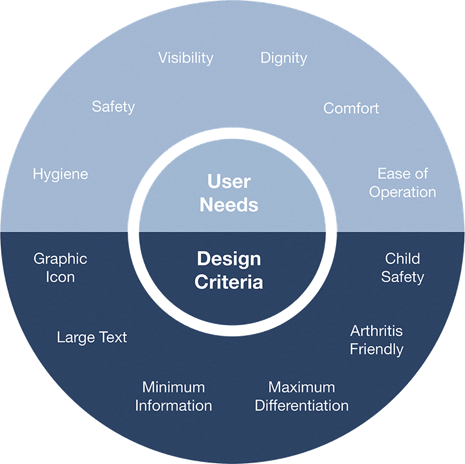 Visibility
Dignity
Safety
Comfort
Hygiene
Ease of
Operation
User
Needs
Design
Criteria
Graphic
Icon
Child
Safety
Large Text
Arthritis
Friendly
Minimum
Information
Maximum
Differentiation